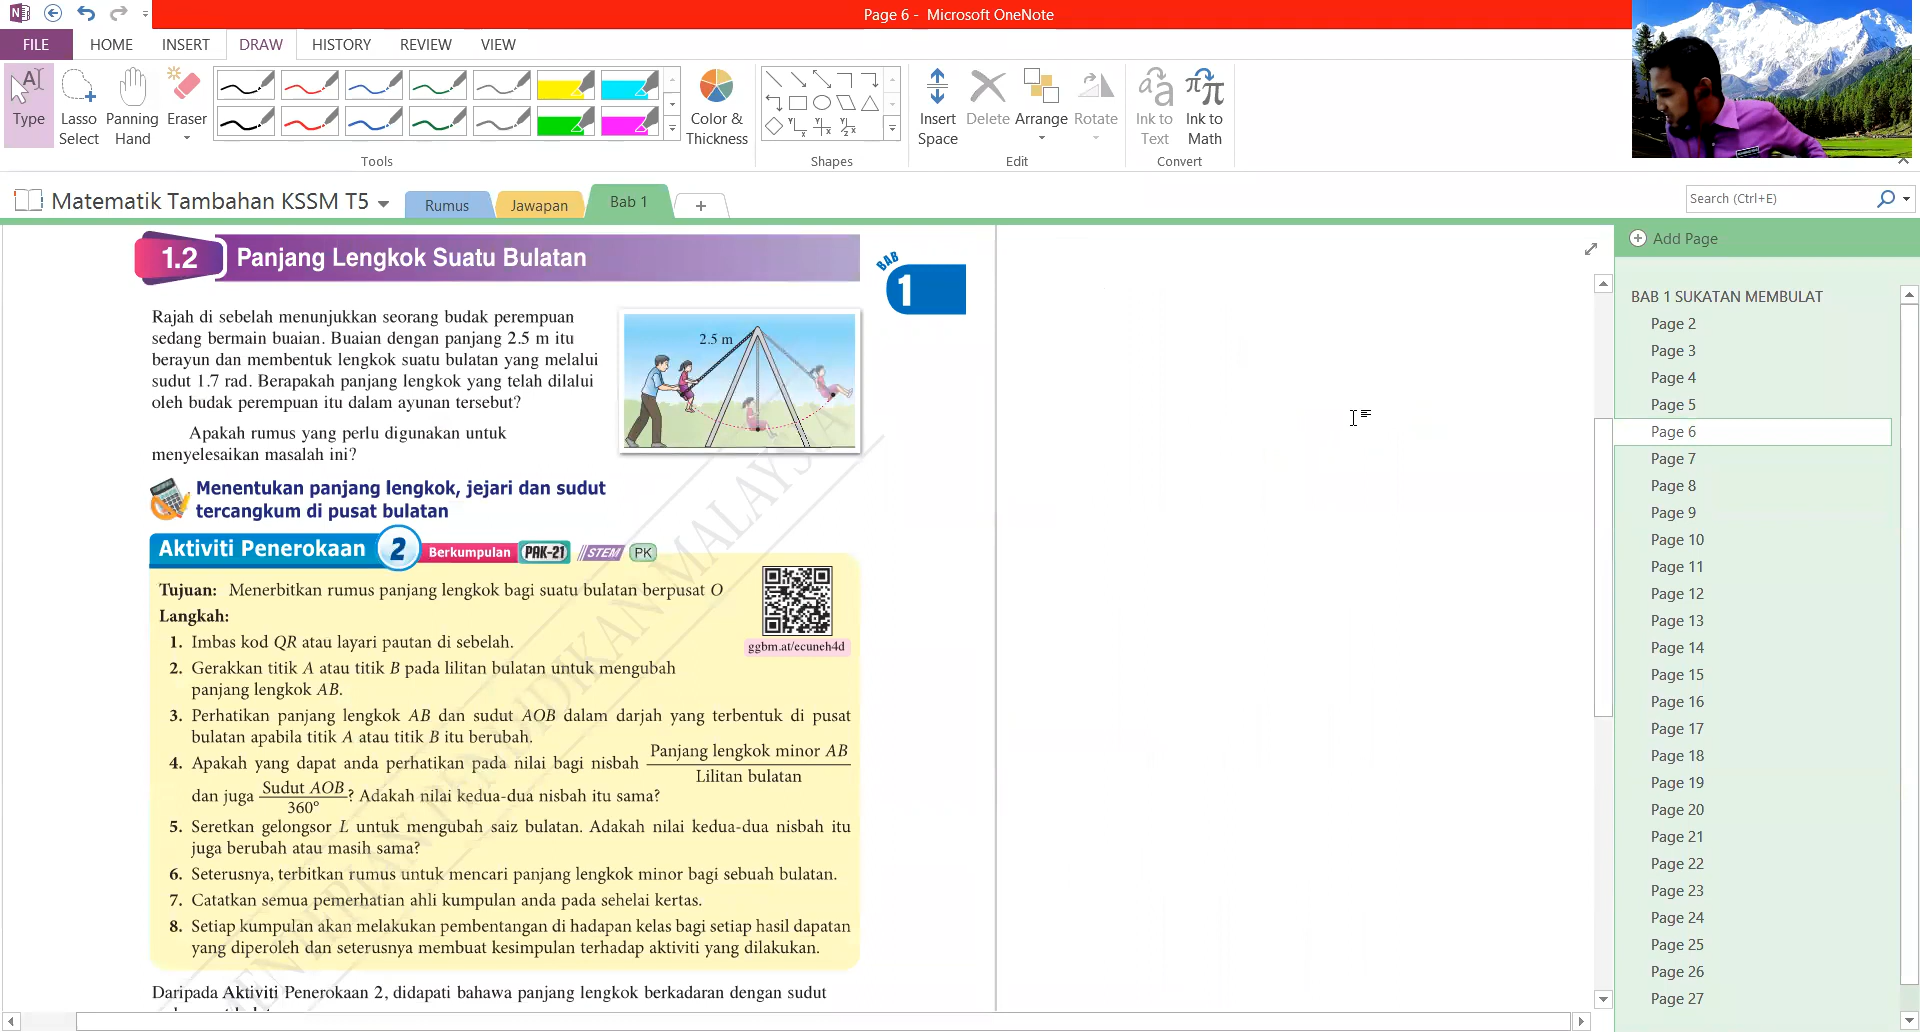 Page 6 - Microsoft OneNote
FILE HOME INSERT DRAW HISTORY REVIEW VIEW
Type
Lasso Select
Panning Hand
Eraser
Color & Thickness
Insert Space
Delete
Arrange
Rotate
Ink to Text
Ink to Math
Tools
Shapes
Edit
Convert
Matematik Tambahan KSSM T5
Rumus
Jawapan
Bab 1
Search (Ctrl+E)
1.2 Panjang Lengkok Suatu Bulatan
BAB 1
Rajah di sebelah menunjukkan seorang budak perempuan
sedang bermain buaian. Buaian dengan panjang 2.5 m itu
berayun dan membentuk lengkok suatu bulatan yang melalui
sudut 1.7 rad. Berapakah panjang lengkok yang telah dilalui
oleh budak perempuan itu dalam ayunan tersebut?
Apakah rumus yang perlu digunakan untuk
menyelesaikan masalah ini?
2.5 m
Menentukan panjang lengkok, jejari dan sudut
tercangkum di pusat bulatan
Aktiviti Penerokaan 2 Berkumpulan PAK-21 STEM PK
Tujuan: Menerbitkan rumus panjang lengkok bagi suatu bulatan berpusat O
Langkah:
1. Imbas kod QR atau layari pautan di sebelah.
ggbm.at/ecuneh4d
2. Gerakkan titik A atau titik B pada lilitan bulatan untuk mengubah
panjang lengkok AB.
3. Perhatikan panjang lengkok AB dan sudut AOB dalam darjah yang terbentuk di pusat
bulatan apabila titik A atau titik B itu berubah.
4. Apakah yang dapat anda perhatikan pada nilai bagi nisbah Panjang lengkok minor AB / Lilitan bulatan
dan juga Sudut AOB / 360°? Adakah nilai kedua-dua nisbah itu sama?
5. Seretkan gelongsor L untuk mengubah saiz bulatan. Adakah nilai kedua-dua nisbah itu
juga berubah atau masih sama?
6. Seterusnya, terbitkan rumus untuk mencari panjang lengkok minor bagi sebuah bulatan.
7. Catatkan semua pemerhatian ahli kumpulan anda pada sehelai kertas.
8. Setiap kumpulan akan melakukan pembentangan di hadapan kelas bagi setiap hasil dapatan
yang diperoleh dan seterusnya membuat kesimpulan terhadap aktiviti yang dilakukan.
Daripada Aktiviti Penerokaan 2, didapati bahawa panjang lengkok berkadaran dengan sudut
KEMENTERIAN PENDIDIKAN MALAYSIA
Add Page
BAB 1 SUKATAN MEMBULAT
Page 2
Page 3
Page 4
Page 5
Page 6
Page 7
Page 8
Page 9
Page 10
Page 11
Page 12
Page 13
Page 14
Page 15
Page 16
Page 17
Page 18
Page 19
Page 20
Page 21
Page 22
Page 23
Page 24
Page 25
Page 26
Page 27